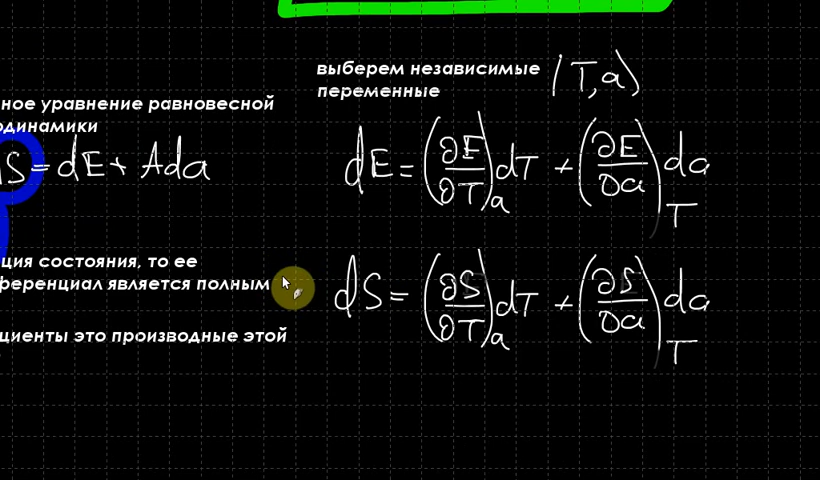 выберем независимые
переменные
(T, a)
ное уравнение равновесной
одинамики
S = dE + Ada
dE = (∂E/∂T)_a dT + (∂E/∂a)_T da
ция состояния, то ее
ференциал является полным
dS = (∂S/∂T)_a dT + (∂S/∂a)_T da
циенты это производные этой